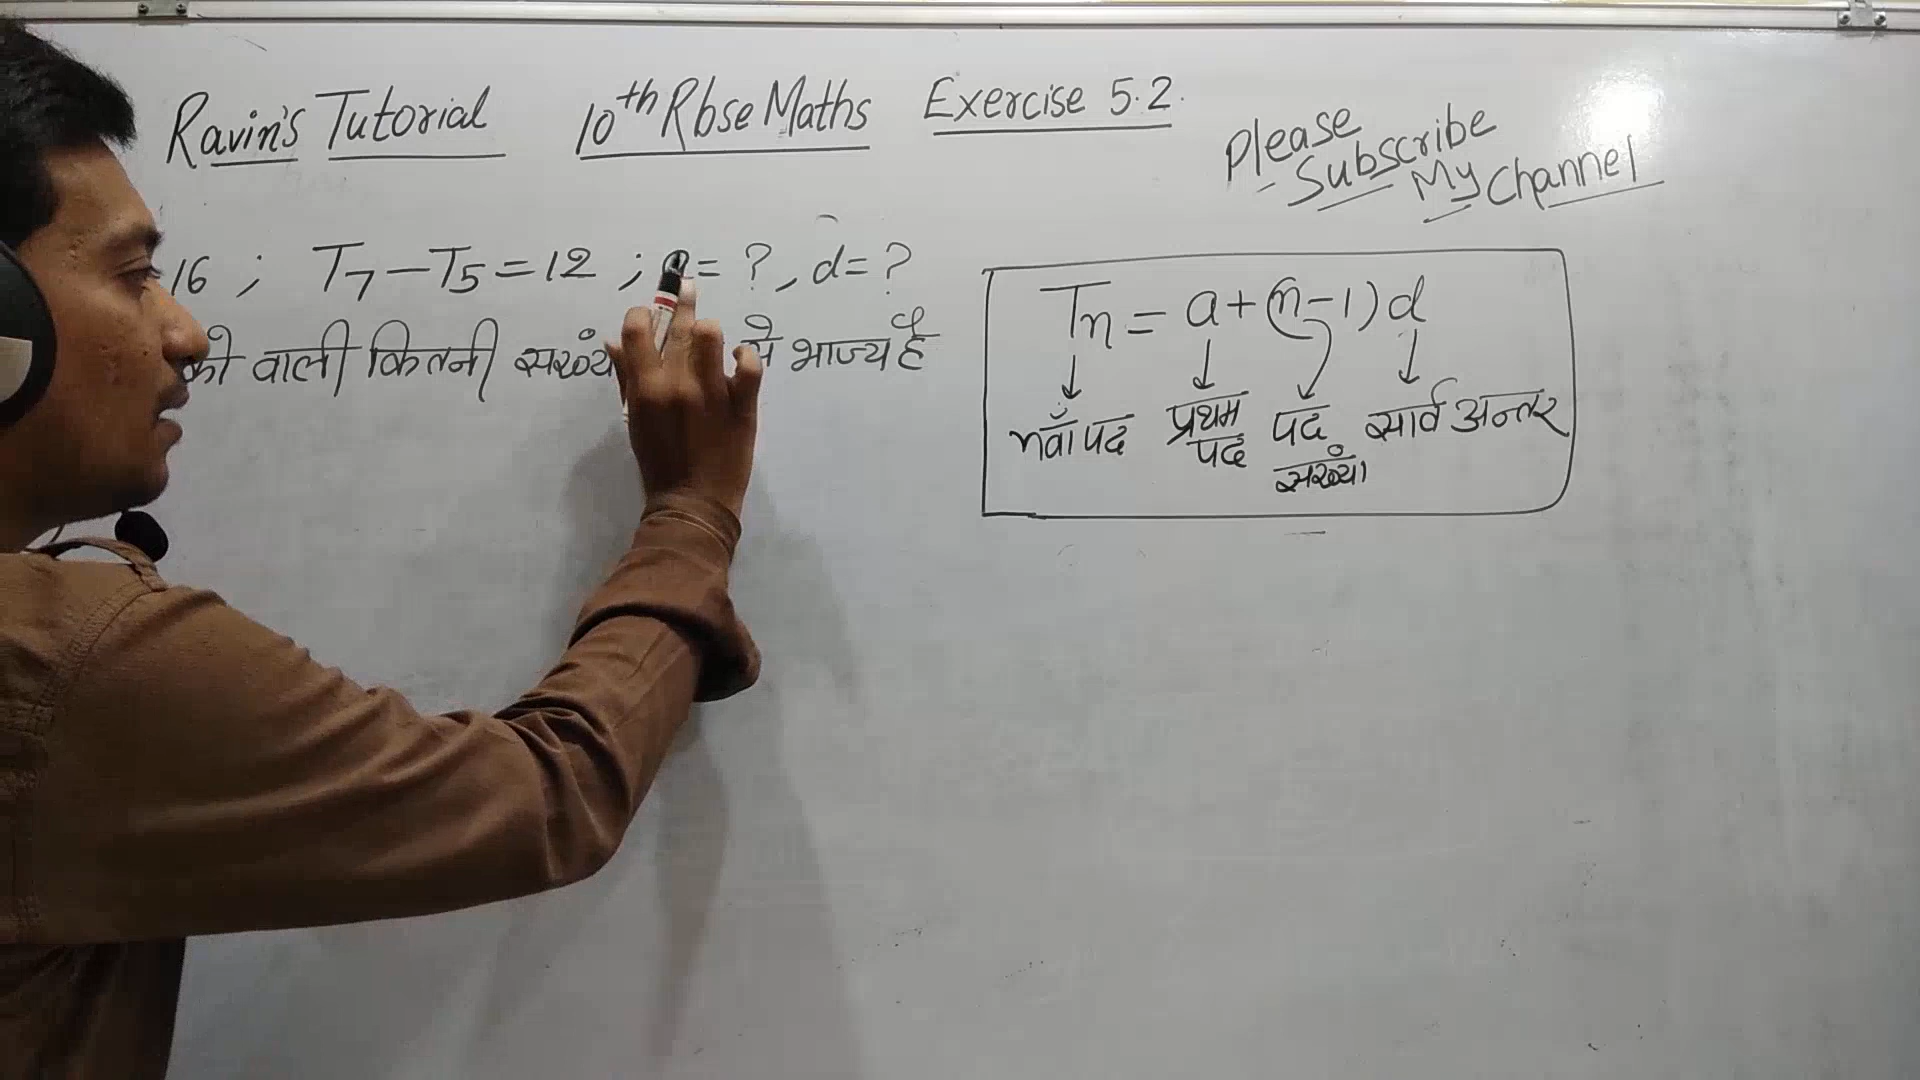 Ravin's Tutorial 10th Rbse Maths Exercise 5.2.
Please
Subscribe
My Channel
16 ; T7 – T5 = 12 ; a = ? , d = ?
को वाली कितनी से भाज्य है
Tn = a + (n – 1) d
nवाँ पद प्रथम पद पद संख्या सार्व अन्तर